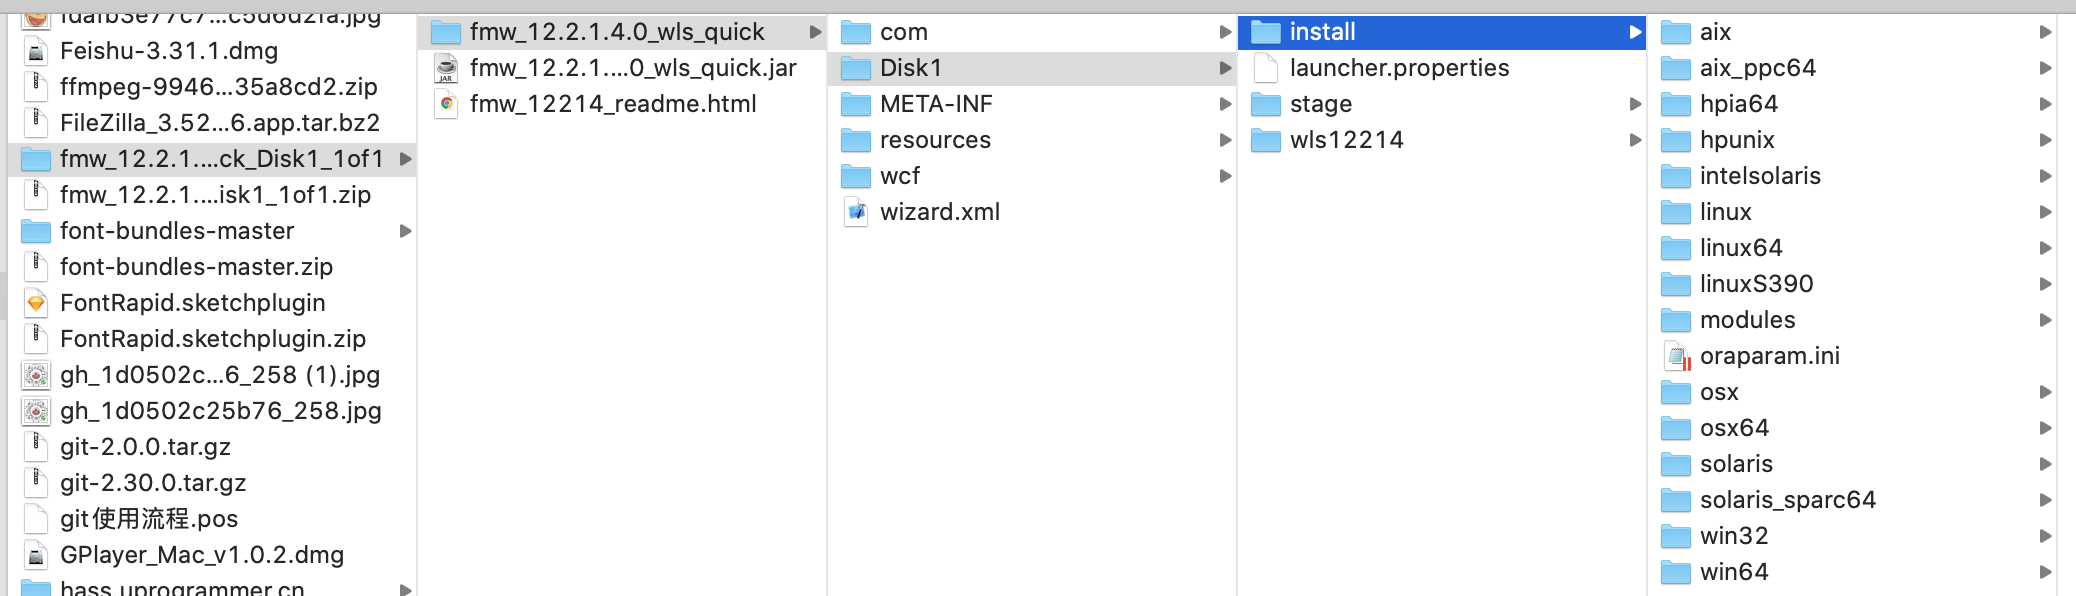 Feishu-3.31.1.dmg
ffmpeg-9946...35a8cd2.zip
FileZilla_3.52...6.app.tar.bz2
fmw_12.2.1....ck_Disk1_1of1
fmw_12.2.1....isk1_1of1.zip
font-bundles-master
font-bundles-master.zip
FontRapid.sketchplugin
FontRapid.sketchplugin.zip
gh_1d0502c...6_258 (1).jpg
gh_1d0502c25b76_258.jpg
git-2.0.0.tar.gz
git-2.30.0.tar.gz
git使用流程.pos
GPlayer_Mac_v1.0.2.dmg
hass.uprogrammer.cn
fmw_12.2.1.4.0_wls_quick
fmw_12.2.1....0_wls_quick.jar
JAR
fmw_12214_readme.html
com
Disk1
META-INF
resources
wcf
wizard.xml
install
launcher.properties
stage
wls12214
aix
aix_ppc64
hpia64
hpunix
intelsolaris
linux
linux64
linuxS390
modules
oraparam.ini
osx
osx64
solaris
solaris_sparc64
win32
win64